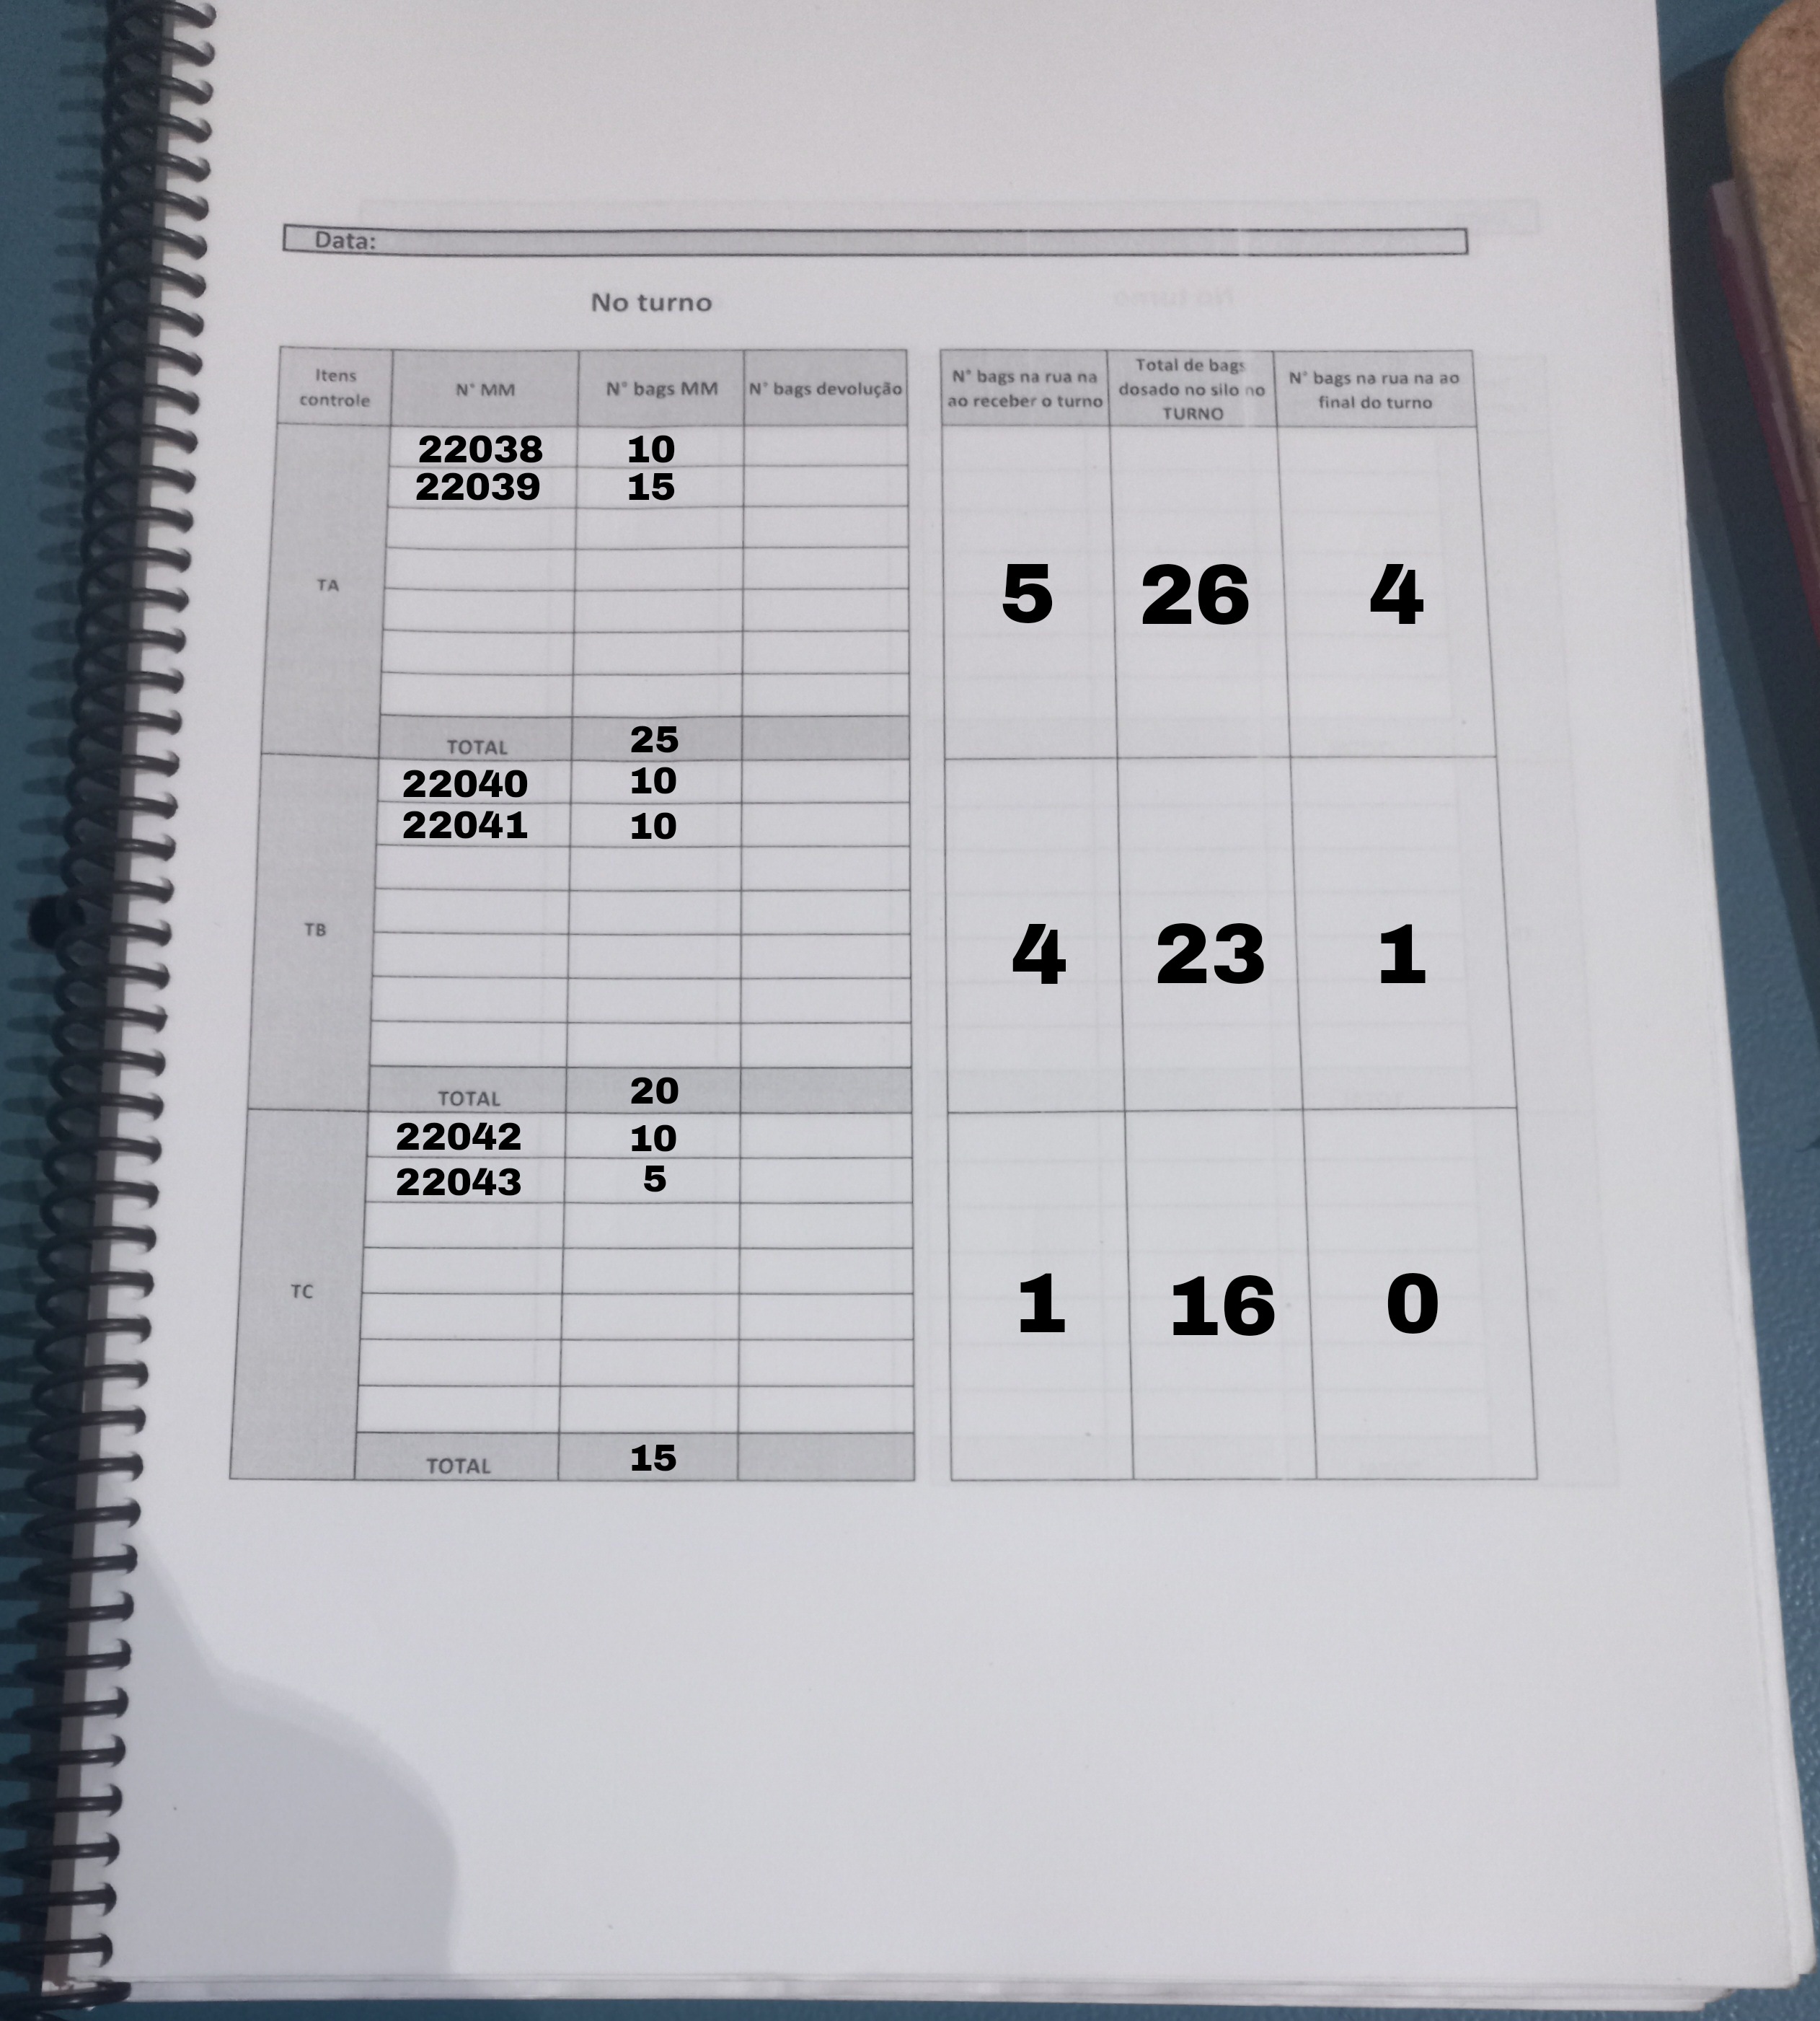 Data:
No turno
Itens controle | N° MM | N° bags MM | N° bags devolução | N° bags na rua na ao receber o turno | Total de bags dosado no silo no TURNO | N° bags na rua na ao final do turno
22038 10
22039 15
TA
5 26 4
TOTAL 25
22040 10
22041 10
TB
4 23 1
TOTAL 20
22042 10
22043 5
TC
1 16 0
TOTAL 15